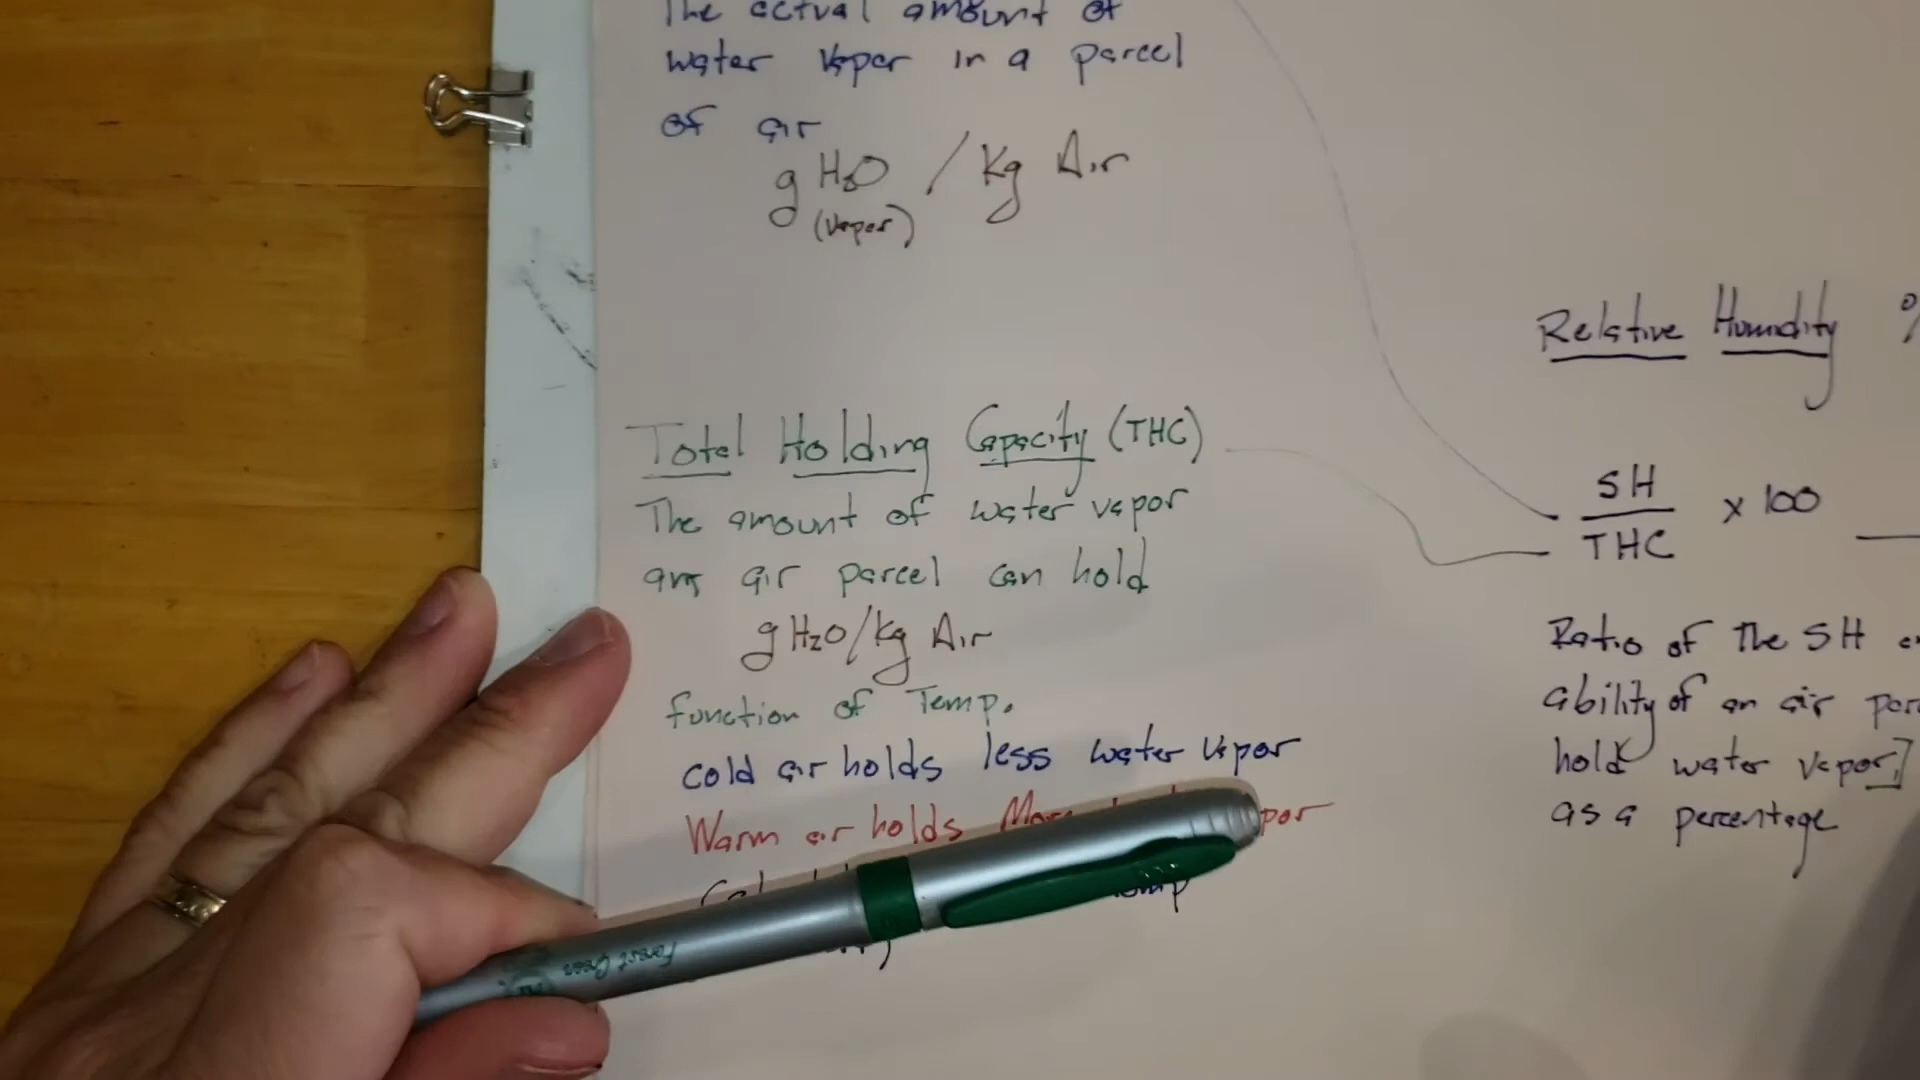 The actual amount of
water vapor in a parcel
of air
g H2O / Kg Air
(vapor)
Total Holding Capacity (THC)
The amount of water vapor
any air parcel can hold
g H2O/Kg Air
function of Temp.
cold air holds less water vapor
Warm air holds
Forest Green
Relative Humidity %
SH
THC
x 100
Ratio of The SH
ability of an air
hold water vapor]
as a percentage